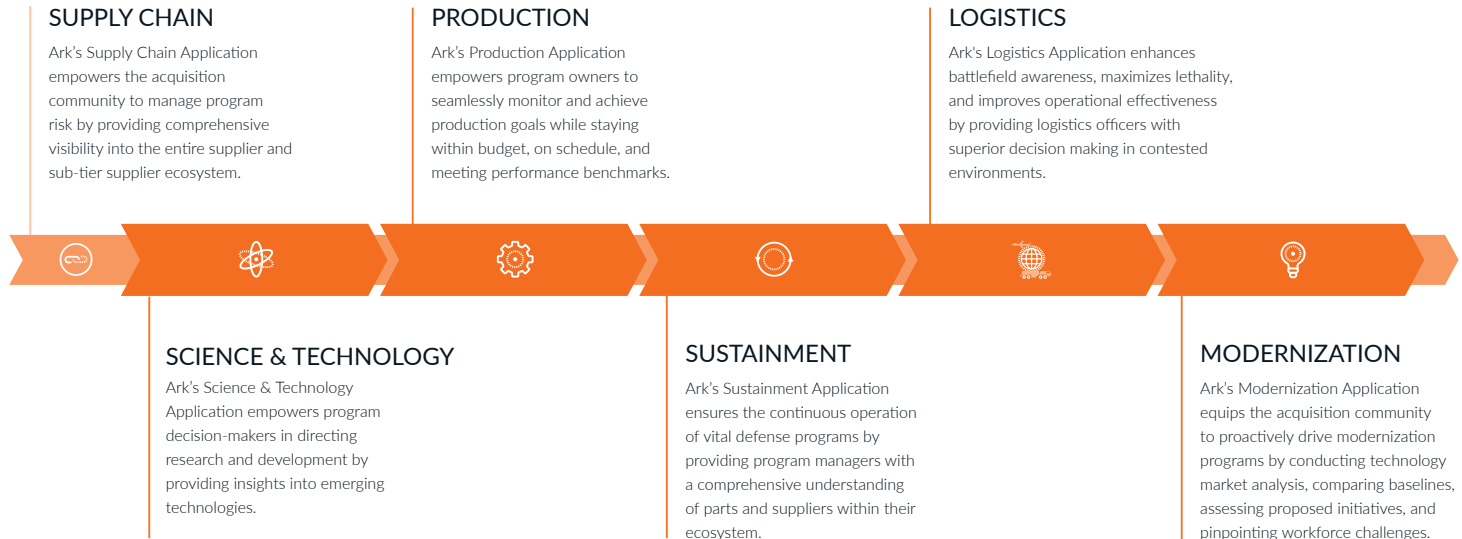 SUPPLY CHAIN
Ark's Supply Chain Application
empowers the acquisition
community to manage program
risk by providing comprehensive
visibility into the entire supplier and
sub-tier supplier ecosystem.
PRODUCTION
Ark's Production Application
empowers program owners to
seamlessly monitor and achieve
production goals while staying
within budget, on schedule, and
meeting performance benchmarks.
LOGISTICS
Ark's Logistics Application enhances
battlefield awareness, maximizes lethality,
and improves operational effectiveness
by providing logistics officers with
superior decision making in contested
environments.
SCIENCE & TECHNOLOGY
Ark's Science & Technology
Application empowers program
decision-makers in directing
research and development by
providing insights into emerging
technologies.
SUSTAINMENT
Ark's Sustainment Application
ensures the continuous operation
of vital defense programs by
providing program managers with
a comprehensive understanding
of parts and suppliers within their
ecosystem.
MODERNIZATION
Ark's Modernization Application
equips the acquisition community
to proactively drive modernization
programs by conducting technology
market analysis, comparing baselines,
assessing proposed initiatives, and
pinpointing workforce challenges.